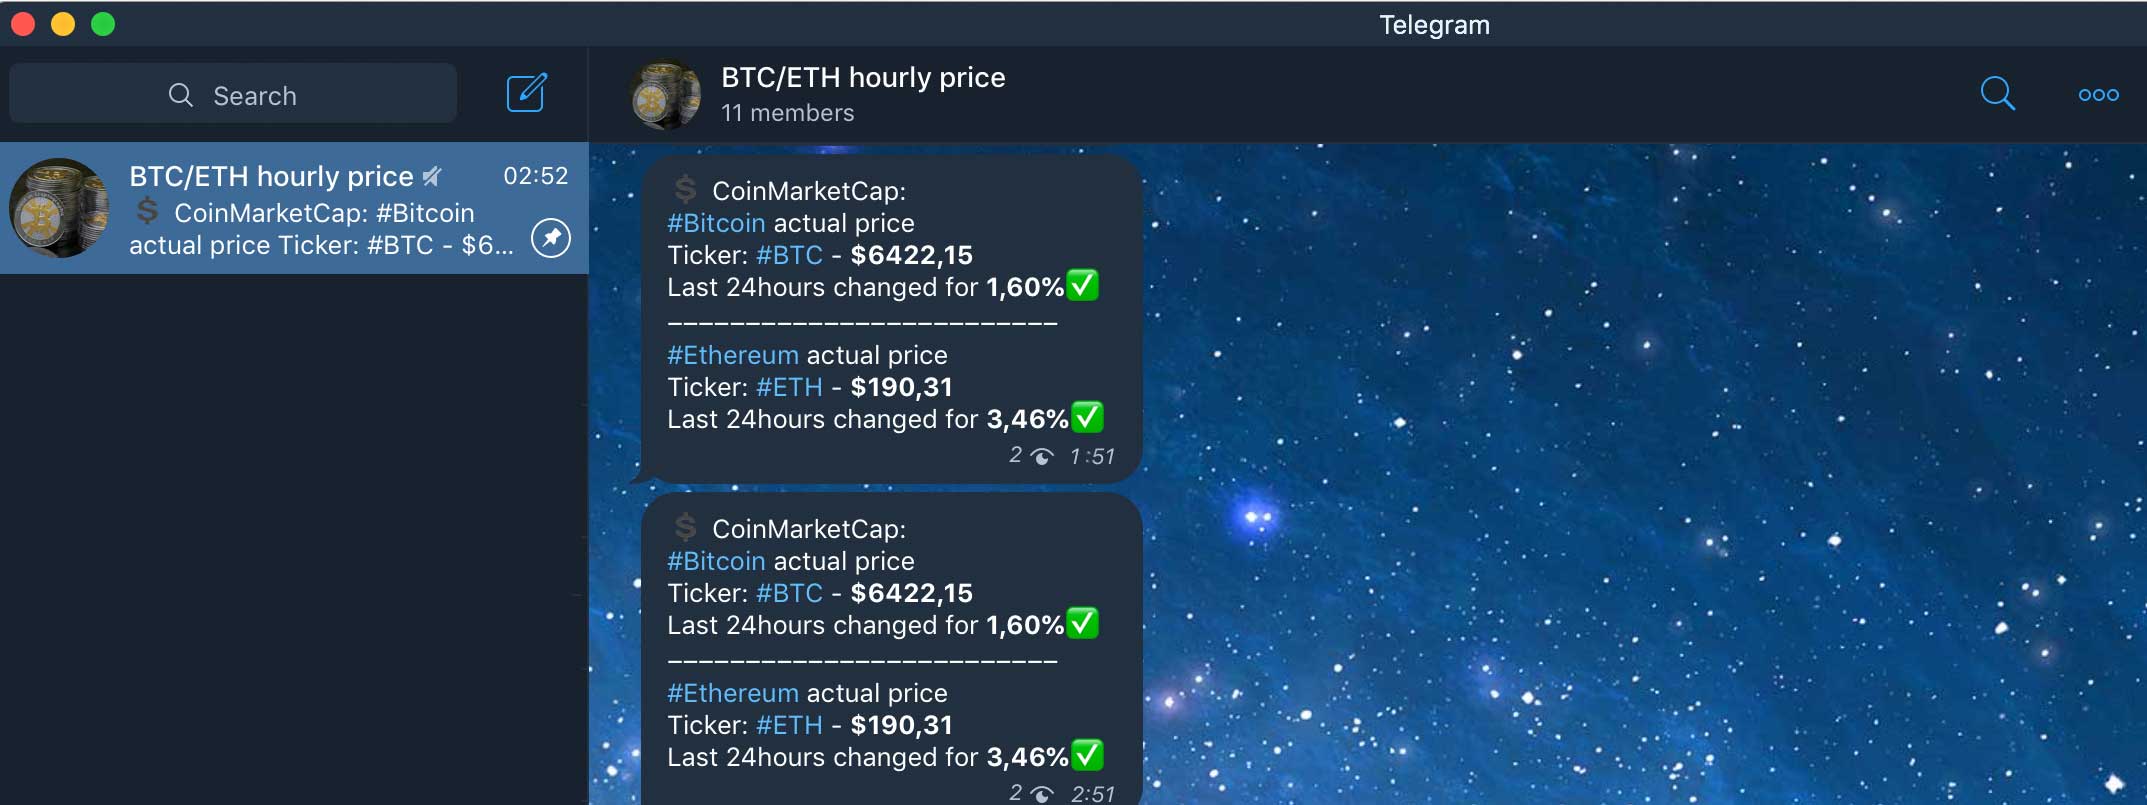 Telegram
Search
BTC/ETH hourly price
11 members
BTC/ETH hourly price 02:52
CoinMarketCap: #Bitcoin
actual price Ticker: #BTC - $6...
$ CoinMarketCap:
#Bitcoin actual price
Ticker: #BTC - $6422,15
Last 24hours changed for 1,60%✅
–––––––––––––––––––––––––
#Ethereum actual price
Ticker: #ETH - $190,31
Last 24hours changed for 3,46%✅
2 1:51
$ CoinMarketCap:
#Bitcoin actual price
Ticker: #BTC - $6422,15
Last 24hours changed for 1,60%✅
–––––––––––––––––––––––––
#Ethereum actual price
Ticker: #ETH - $190,31
Last 24hours changed for 3,46%✅
2 2:51